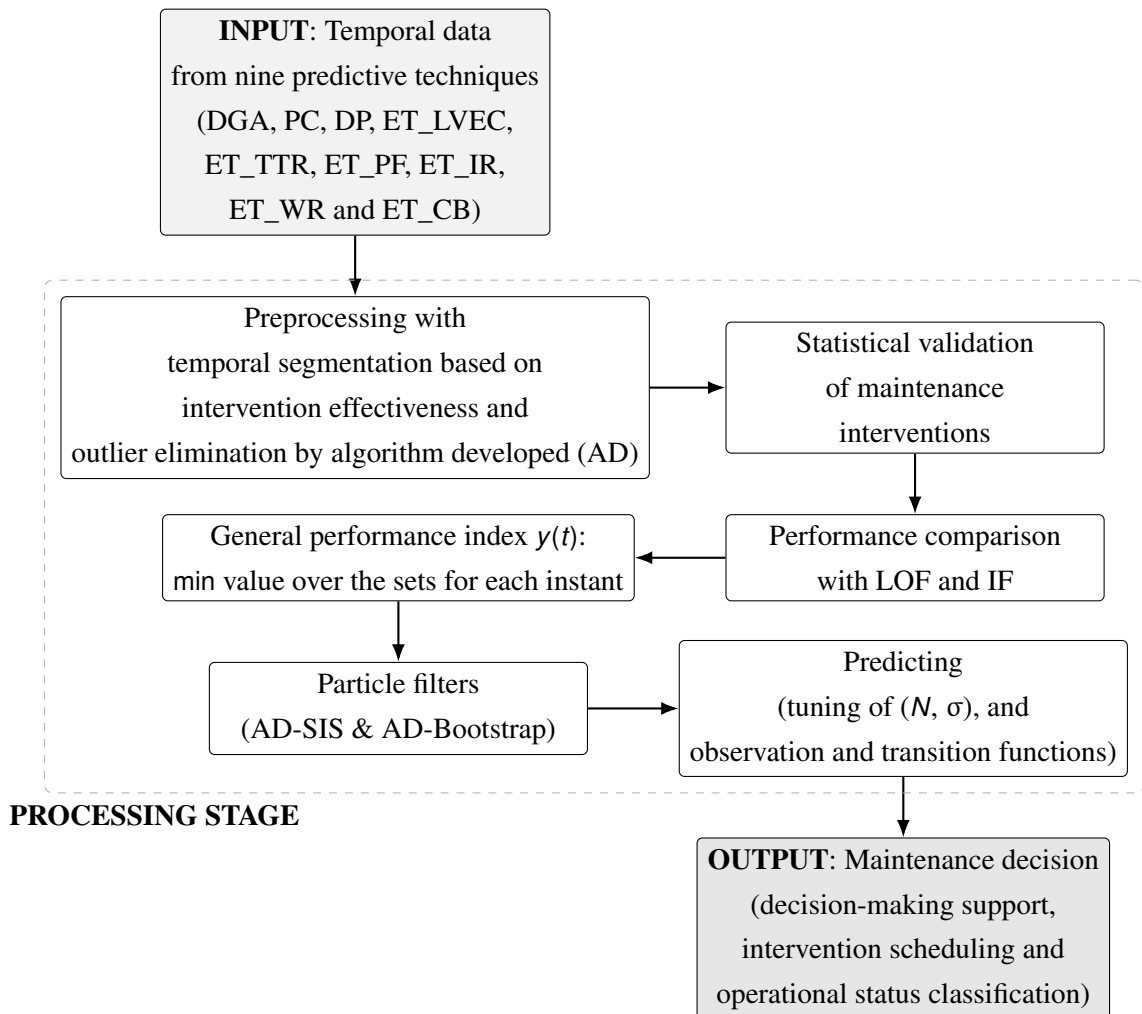 INPUT: Temporal data
from nine predictive techniques
(DGA, PC, DP, ET_LVEC,
ET_TTR, ET_PF, ET_IR,
ET_WR and ET_CB)
Preprocessing with
temporal segmentation based on
intervention effectiveness and
outlier elimination by algorithm developed (AD)
Statistical validation
of maintenance
interventions
Performance comparison
with LOF and IF
General performance index y(t):
min value over the sets for each instant
Particle filters
(AD-SIS & AD-Bootstrap)
Predicting
(tuning of (N, σ), and
observation and transition functions)
PROCESSING STAGE
OUTPUT: Maintenance decision
(decision-making support,
intervention scheduling and
operational status classification)